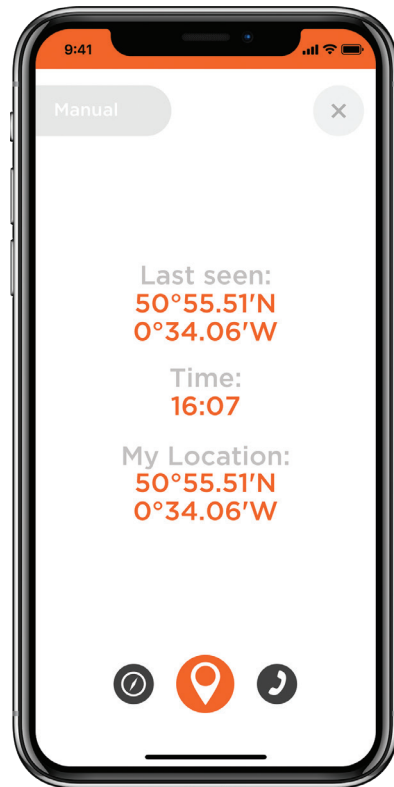 9:41
Manual
Last seen:
50°55.51'N
0°34.06'W
Time:
16:07
My Location:
50°55.51'N
0°34.06'W